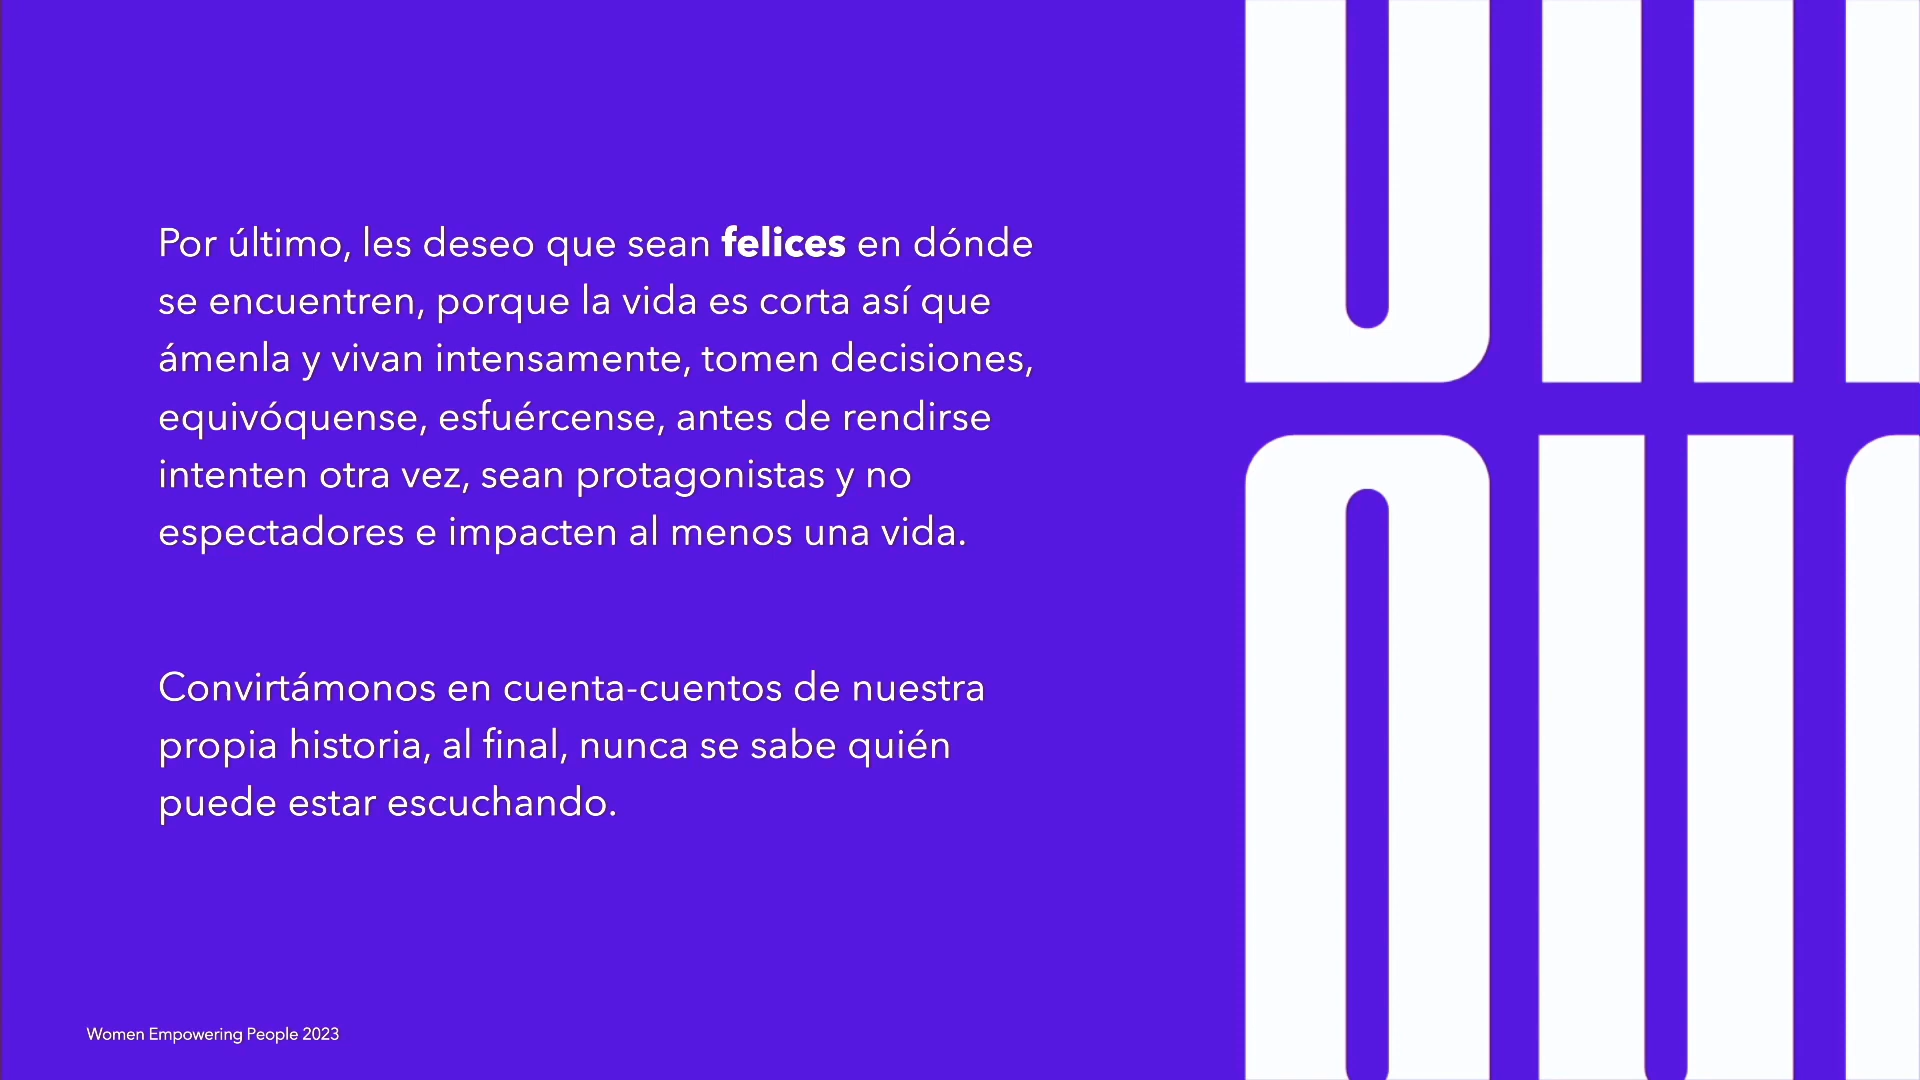 Por último, les deseo que sean felices en dónde
se encuentren, porque la vida es corta así que
ámenla y vivan intensamente, tomen decisiones,
equivóquense, esfuércense, antes de rendirse
intenten otra vez, sean protagonistas y no
espectadores e impacten al menos una vida.
Convirtámonos en cuenta-cuentos de nuestra
propia historia, al final, nunca se sabe quién
puede estar escuchando.
Women Empowering People 2023